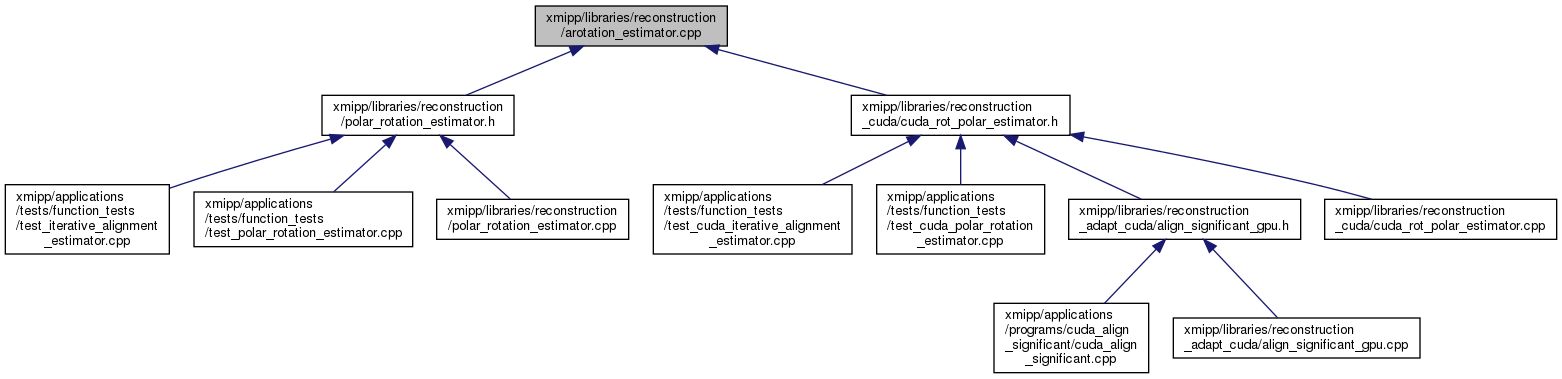 xmipp/libraries/reconstruction
/arotation_estimator.cpp
xmipp/libraries/reconstruction
/polar_rotation_estimator.h
xmipp/libraries/reconstruction
_cuda/cuda_rot_polar_estimator.h
xmipp/applications
/tests/function_tests
/test_iterative_alignment
_estimator.cpp
xmipp/applications
/tests/function_tests
/test_polar_rotation_estimator.cpp
xmipp/libraries/reconstruction
/polar_rotation_estimator.cpp
xmipp/applications
/tests/function_tests
/test_cuda_iterative_alignment
_estimator.cpp
xmipp/applications
/tests/function_tests
/test_cuda_polar_rotation
_estimator.cpp
xmipp/libraries/reconstruction
_adapt_cuda/align_significant_gpu.h
xmipp/libraries/reconstruction
_cuda/cuda_rot_polar_estimator.cpp
xmipp/applications
/programs/cuda_align
_significant/cuda_align
_significant.cpp
xmipp/libraries/reconstruction
_adapt_cuda/align_significant_gpu.cpp